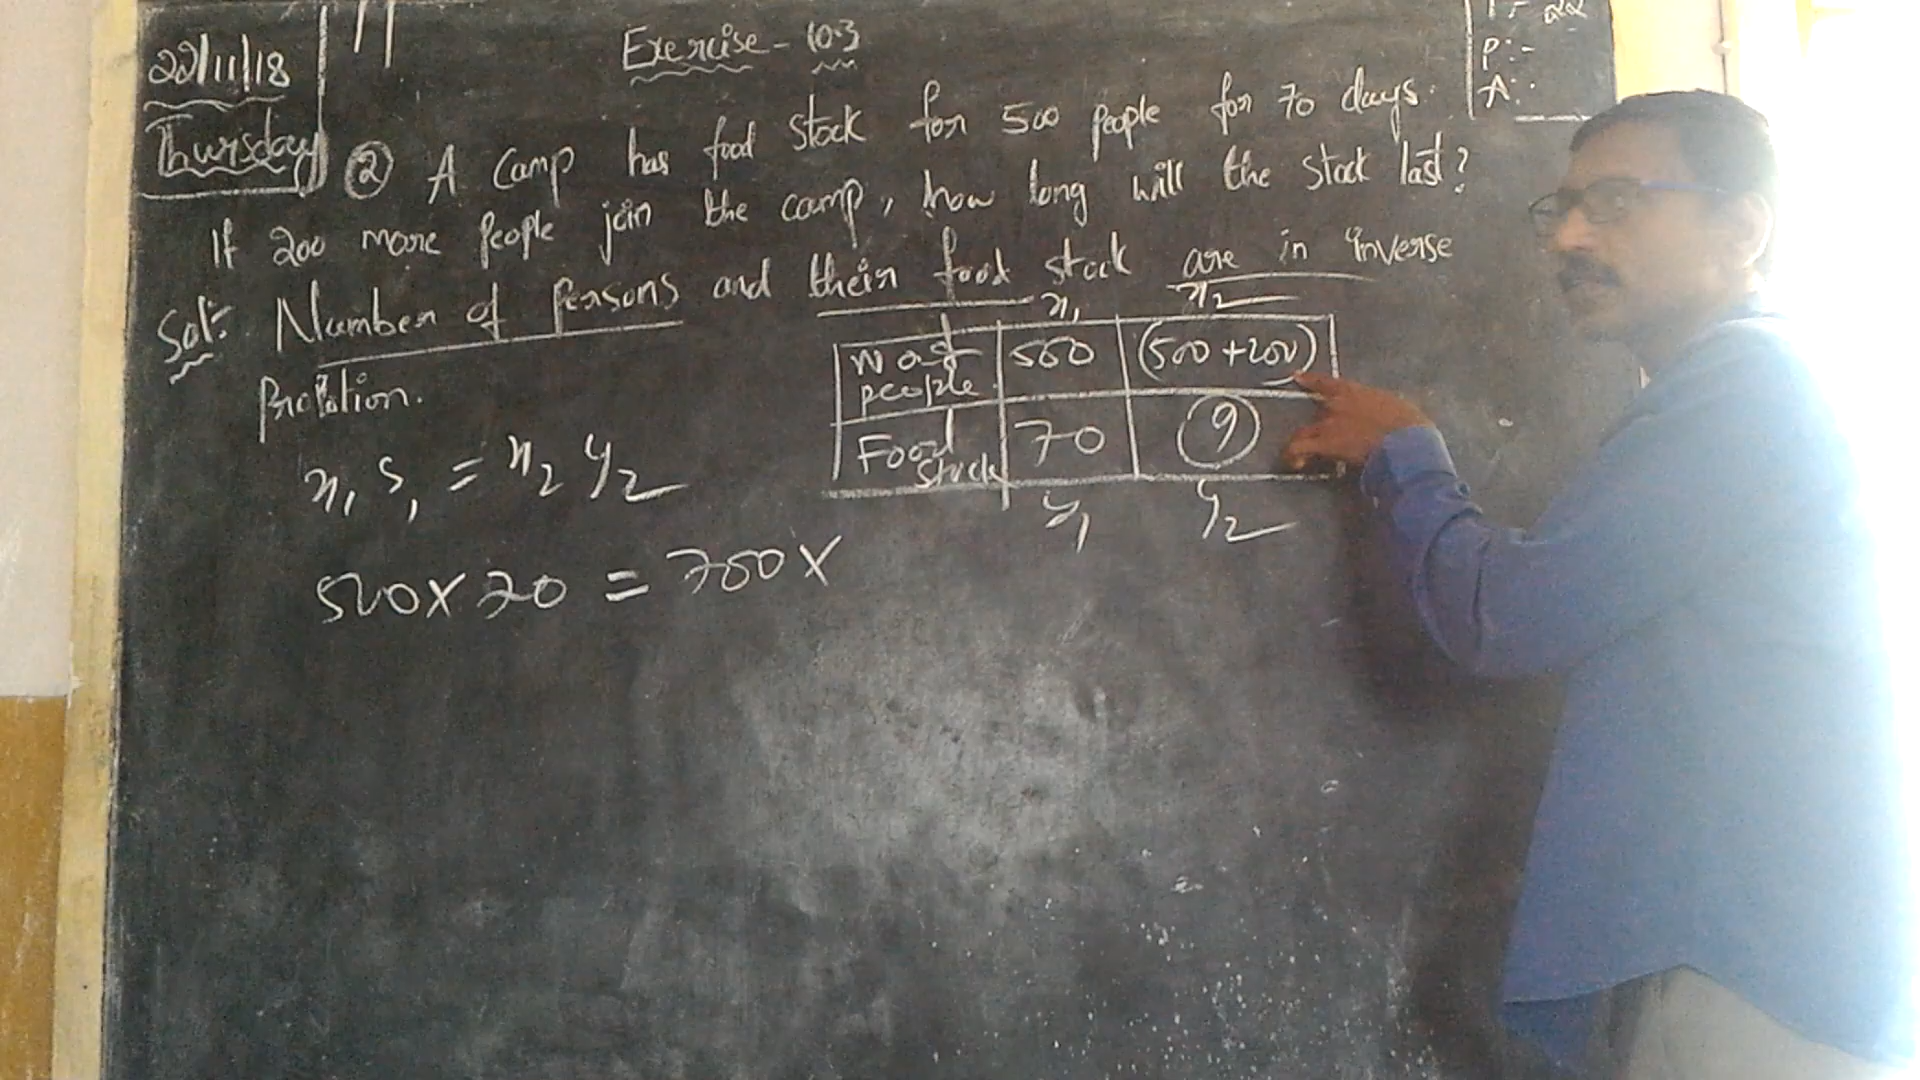 22/11/18
Thursday
Exercise - 10.3
P:-
A:-
② A Camp has food stock for 500 people for 70 days.
If 200 more people join the camp, how long will the stock last?
Sol:- Number of persons and their food stock are in inverse
Propotion.
x₁ x₂
No of people 500 (500+200)
Food stock 70 ?
y₁ y₂
x₁ y₁ = x₂ y₂
500 x 70 = 700 x